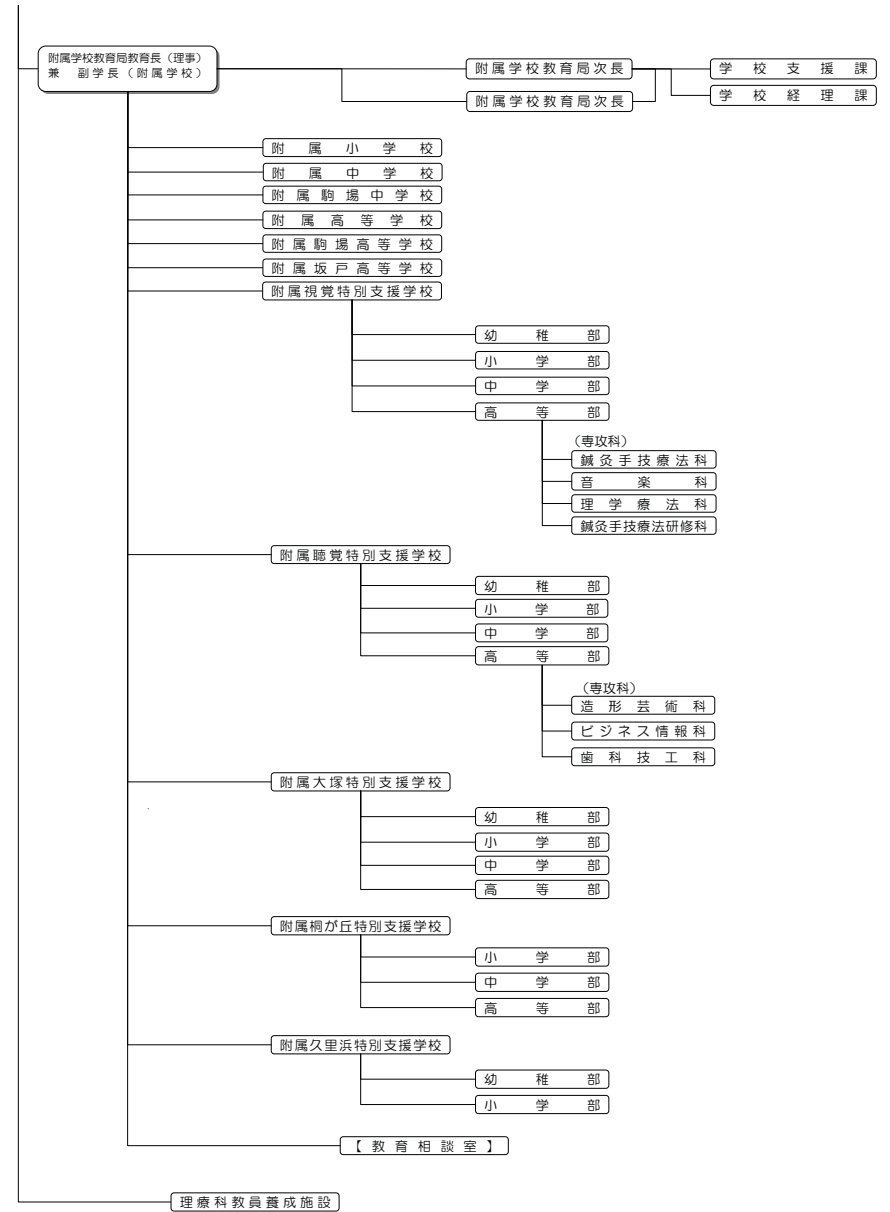 附属学校教育局教育長（理事）
兼 副学長（附属学校）
附属学校教育局次長
学校支援課
附属学校教育局次長
学校経理課
附属小学校
附属中学校
附属駒場中学校
附属高等学校
附属駒場高等学校
附属坂戸高等学校
附属視覚特別支援学校
幼稚部
小学部
中学部
高等部
（専攻科）
鍼灸手技療法科
音楽科
理学療法科
鍼灸手技療法研修科
附属聴覚特別支援学校
幼稚部
小学部
中学部
高等部
（専攻科）
造形芸術科
ビジネス情報科
歯科技工科
附属大塚特別支援学校
幼稚部
小学部
中学部
高等部
附属桐が丘特別支援学校
小学部
中学部
高等部
附属久里浜特別支援学校
幼稚部
小学部
【教育相談室】
理療科教員養成施設